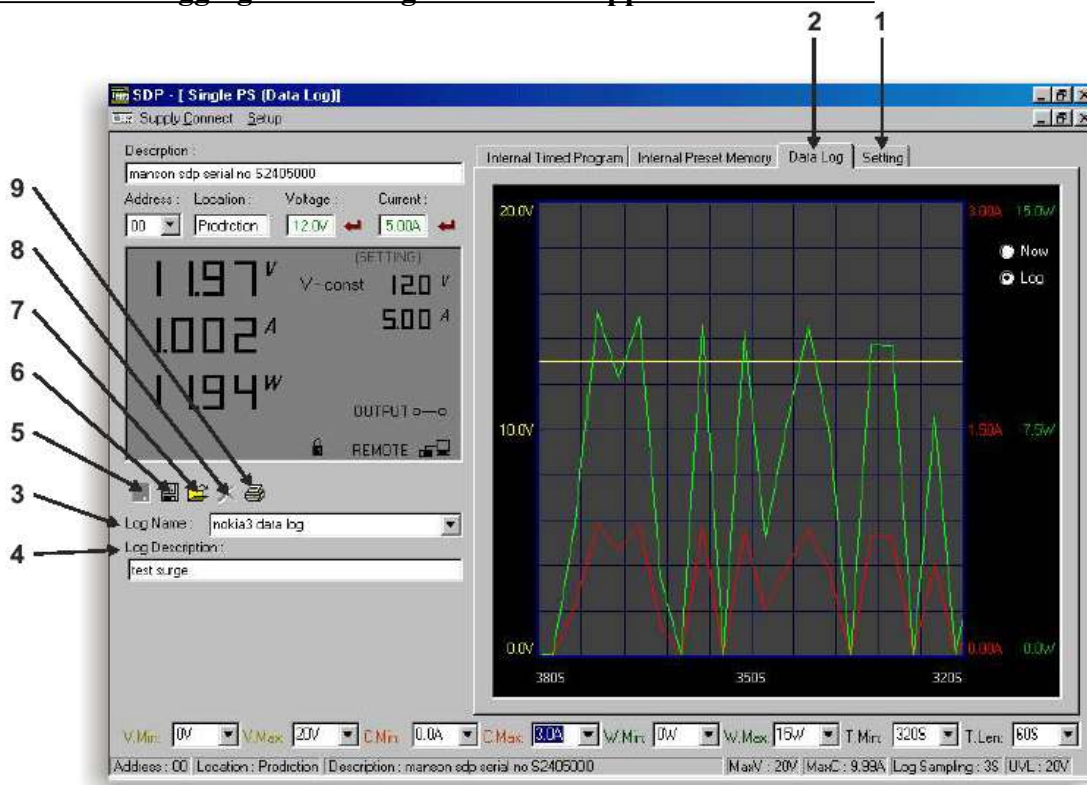 2 1
SDP - [ Single PS (Data Log)]
Supply Connect Setup
Description :
manson sdp serial no S2405000
Address : Location : Voltage : Current :
00 Prodrction 12.0V 5.00A
11.97 V (SETTING)
V-const 12.0 V
1.002 A 5.00 A
11.94 W
OUTPUT
REMOTE
9
8
7
6
5
3
4
Log Name : nokia3 data log
Log Description :
test surge
Internal Timed Program Internal Preset Memory Data Log Setting
20.0V 3.00A 15.0W
Now
Log
10.0V 1.50A 7.5W
0.0V 0.00A 0.0W
380S 350S 320S
V.Min: 0V V.Max: 20V C.Min: 0.0A C.Max: 3.0A W.Min: 0W W.Max: 15W T.Min: 320S T.Len: 60S
Address : 00 Location : Prodrction Description : manson sdp serial no S2405000 MaxV : 20V MaxC : 9.99A Log Sampling : 3S UVL : 20V